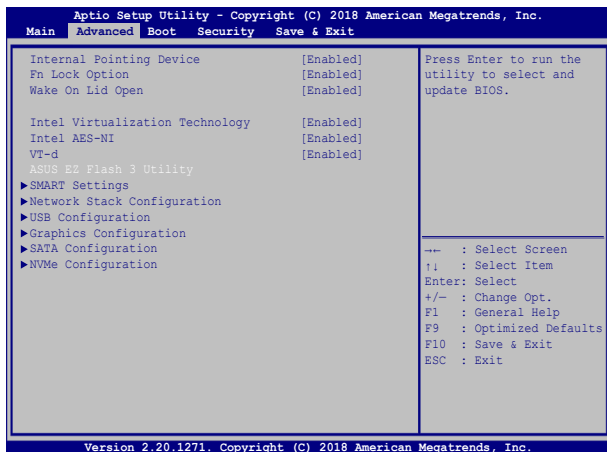 Aptio Setup Utility - Copyright (C) 2018 American Megatrends, Inc.
Main Advanced Boot Security Save & Exit
Internal Pointing Device [Enabled]
Fn Lock Option [Enabled]
Wake On Lid Open [Enabled]
Intel Virtualization Technology [Enabled]
Intel AES-NI [Enabled]
VT-d [Enabled]
ASUS EZ Flash 3 Utility
▶SMART Settings
▶Network Stack Configuration
▶USB Configuration
▶Graphics Configuration
▶SATA Configuration
▶NVMe Configuration
Press Enter to run the
utility to select and
update BIOS.
→← : Select Screen
↑↓ : Select Item
Enter: Select
+/— : Change Opt.
F1 : General Help
F9 : Optimized Defaults
F10 : Save & Exit
ESC : Exit
Version 2.20.1271. Copyright (C) 2018 American Megatrends, Inc.